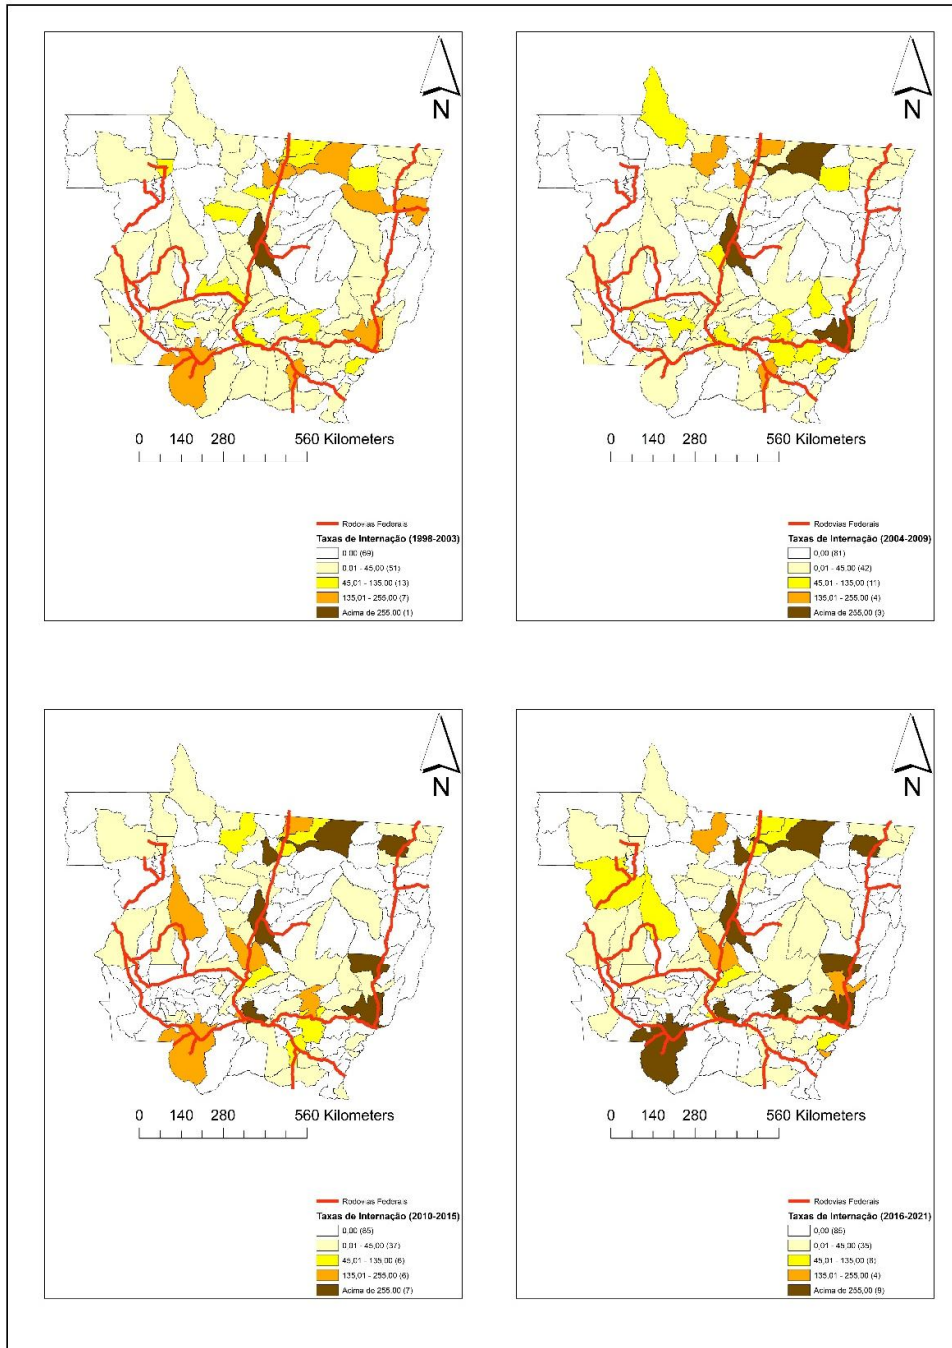 N
0 140 280 560 Kilometers
Rodovias Federais
Taxas de Internação (1998-2003)
0,00 (69)
0,01 - 45,00 (51)
45,01 - 135,00 (13)
135,01 - 255,00 (7)
Acima de 255,00 (1)
N
0 140 280 560 Kilometers
Rodovias Federais
Taxas de Internação (2004-2009)
0,00 (81)
0,01 - 45,00 (42)
45,01 - 135,00 (11)
135,01 - 255,00 (4)
Acima de 255,00 (3)
N
0 140 280 560 Kilometers
Rodovias Federais
Taxas de Internação (2010-2015)
0,00 (85)
0,01 - 45,00 (37)
45,01 - 135,00 (6)
135,01 - 255,00 (6)
Acima de 255,00 (7)
N
0 140 280 560 Kilometers
Rodovias Federais
Taxas de Internação (2016-2021)
0,00 (85)
0,01 - 45,00 (35)
45,01 - 135,00 (8)
135,01 - 255,00 (4)
Acima de 255,00 (9)